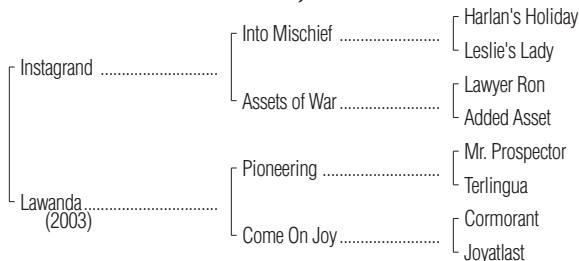 Harlan's Holiday
Into Mischief ....................
Leslie's Lady
Instagrand ........................
Lawyer Ron
Assets of War....................
Added Asset
Mr. Prospector
Pioneering ........................
Terlingua
Lawanda............................
(2003)
Cormorant
Come On Joy....................
Joyatlast